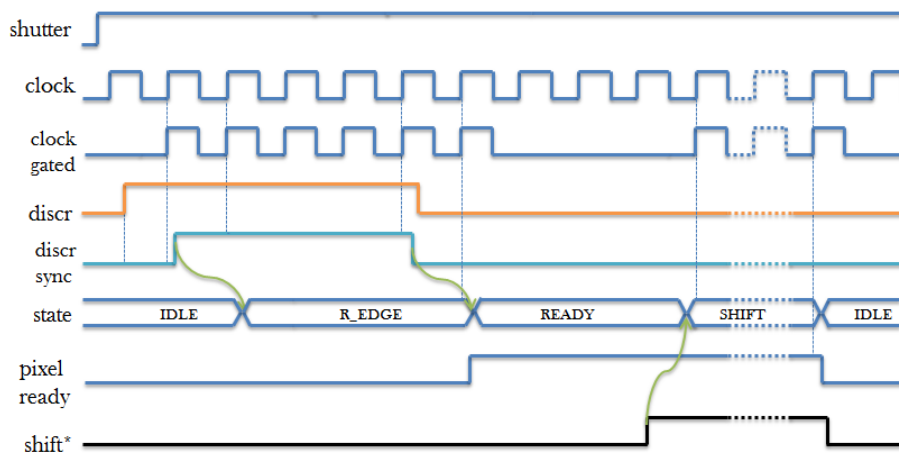 shutter
clock
clock
gated
discr
discr
sync
state IDLE R_EDGE READY SHIFT IDLE
pixel
ready
shift*